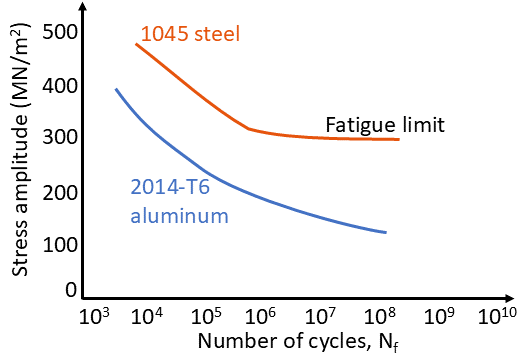 500
400
300
200
100
0
Stress amplitude (MN/m²)
1045 steel
Fatigue limit
2014-T6
aluminum
10³ 10⁴ 10⁵ 10⁶ 10⁷ 10⁸ 10⁹ 10¹⁰
Number of cycles, N_f